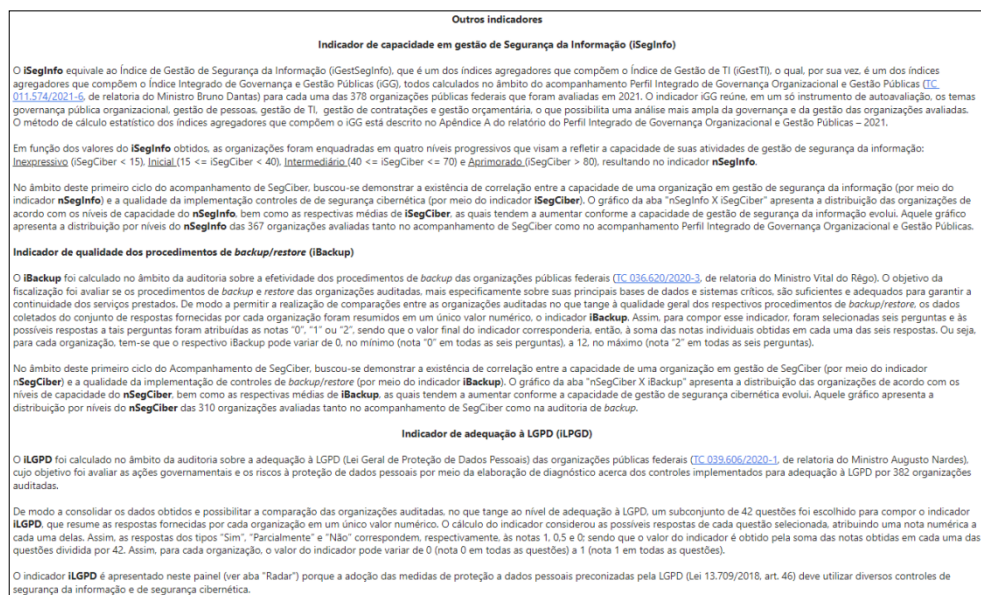 Outros indicadores
Indicador de capacidade em gestão de Segurança da Informação (iSegInfo)
O iSegInfo equivale ao Índice de Gestão de Segurança da Informação (iGestSegInfo), que é um dos índices agregadores que compõem o Índice de Gestão de TI (iGestTI), o qual, por sua vez, é um dos índices
agregadores que compõem o Índice Integrado de Governança e Gestão Públicas (iGG), todos calculados no âmbito do acompanhamento Perfil Integrado de Governança Organizacional e Gestão Públicas (TC
011.574/2021-6, de relatoria do Ministro Bruno Dantas) para cada uma das 378 organizações públicas federais que foram avaliadas em 2021. O indicador iGG reúne, em um só instrumento de autoavaliação, os temas
governança pública organizacional, gestão de pessoas, gestão de TI, gestão de contratações e gestão orçamentária, o que possibilita uma análise mais ampla da governança e da gestão das organizações avaliadas.
O método de cálculo estatístico dos índices agregadores que compõem o iGG está descrito no Apêndice A do relatório do Perfil Integrado de Governança Organizacional e Gestão Públicas – 2021.
Em função dos valores do iSegInfo obtidos, as organizações foram enquadradas em quatro níveis progressivos que visam a refletir a capacidade de suas atividades de gestão de segurança da informação:
Inexpressivo (iSegCiber < 15), Inicial (15 <= iSegCiber < 40), Intermediário (40 <= iSegCiber <= 70) e Aprimorado (iSegCiber > 80), resultando no indicador nSegInfo.
No âmbito deste primeiro ciclo do acompanhamento de SegCiber, buscou-se demonstrar a existência de correlação entre a capacidade de uma organização em gestão de segurança da informação (por meio do
indicador nSegInfo) e a qualidade da implementação controles de de segurança cibernética (por meio do indicador iSegCiber). O gráfico da aba "nSegInfo X iSegCiber" apresenta a distribuição das organizações de
acordo com os níveis de capacidade do nSegInfo, bem como as respectivas médias de iSegCiber, as quais tendem a aumentar conforme a capacidade de gestão de segurança da informação evolui. Aquele gráfico
apresenta a distribuição por níveis do nSegInfo das 367 organizações avaliadas tanto no acompanhamento de SegCiber como no acompanhamento Perfil Integrado de Governança Organizacional e Gestão Públicas.
Indicador de qualidade dos procedimentos de backup/restore (iBackup)
O iBackup foi calculado no âmbito da auditoria sobre a efetividade dos procedimentos de backup das organizações públicas federais (TC 036.620/2020-3, de relatoria do Ministro Vital do Rêgo). O objetivo da
fiscalização foi avaliar se os procedimentos de backup e restore das organizações auditadas, mais especificamente sobre suas principais bases de dados e sistemas críticos, são suficientes e adequados para garantir a
continuidade dos serviços prestados. De modo a permitir a realização de comparações entre as organizações auditadas no que tange à qualidade geral dos respectivos procedimentos de backup/restore, os dados
coletados do conjunto de respostas fornecidas por cada organização foram resumidos em um único valor numérico, o indicador iBackup. Assim, para compor esse indicador, foram selecionadas seis perguntas e às
possíveis respostas a tais perguntas foram atribuídas as notas "0", "1" ou "2", sendo que o valor final do indicador corresponderia, então, à soma das notas individuais obtidas em cada uma das seis respostas. Ou seja,
para cada organização, tem-se que o respectivo iBackup pode variar de 0, no mínimo (nota "0" em todas as seis perguntas), a 12, no máximo (nota "2" em todas as seis perguntas).
No âmbito deste primeiro ciclo do Acompanhamento de SegCiber, buscou-se demonstrar a existência de correlação entre a capacidade de uma organização em gestão de SegCiber (por meio do indicador
nSegCiber) e a qualidade da implementação de controles de backup/restore (por meio do indicador iBackup). O gráfico da aba "nSegCiber X iBackup" apresenta a distribuição das organizações de acordo com os
níveis de capacidade do nSegCiber, bem como as respectivas médias de iBackup, as quais tendem a aumentar conforme a capacidade de gestão de segurança cibernética evolui. Aquele gráfico apresenta a
distribuição por níveis do nSegCiber das 310 organizações avaliadas tanto no acompanhamento de SegCiber como na auditoria de backup.
Indicador de adequação à LGPD (iLPGD)
O iLGPD foi calculado no âmbito da auditoria sobre a adequação à LGPD (Lei Geral de Proteção de Dados Pessoais) das organizações públicas federais (TC 039.606/2020-1, de relatoria do Ministro Augusto Nardes),
cujo objetivo foi avaliar as ações governamentais e os riscos à proteção de dados pessoais por meio da elaboração de diagnóstico acerca dos controles implementados para adequação à LGPD por 382 organizações
auditadas.
De modo a consolidar os dados obtidos e possibilitar a comparação das organizações auditadas, no que tange ao nível de adequação à LGPD, um subconjunto de 42 questões foi escolhido para compor o indicador
iLGPD, que resume as respostas fornecidas por cada organização em um único valor numérico. O cálculo do indicador considerou as possíveis respostas de cada questão selecionada, atribuindo uma nota numérica a
cada uma delas. Assim, as respostas dos tipos "Sim", "Parcialmente" e "Não" correspondem, respectivamente, às notas 1, 0,5 e 0; sendo que o valor do indicador é obtido pela soma das notas obtidas em cada uma das
questões dividida por 42. Assim, para cada organização, o valor do indicador pode variar de 0 (nota 0 em todas as questões) a 1 (nota 1 em todas as questões).
O indicador iLGPD é apresentado neste painel (ver aba "Radar") porque a adoção das medidas de proteção a dados pessoais preconizadas pela LGPD (Lei 13.709/2018, art. 46) deve utilizar diversos controles de
segurança da informação e de segurança cibernética.